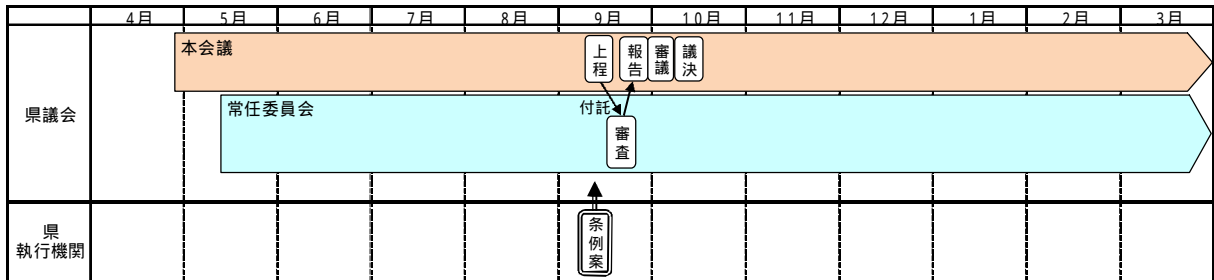 4月 5月 6月 7月 8月 9月 10月 11月 12月 1月 2月 3月
県議会
本会議
上程
報告
審議
議決
常任委員会
付託
審査
県
執行機関
条例案